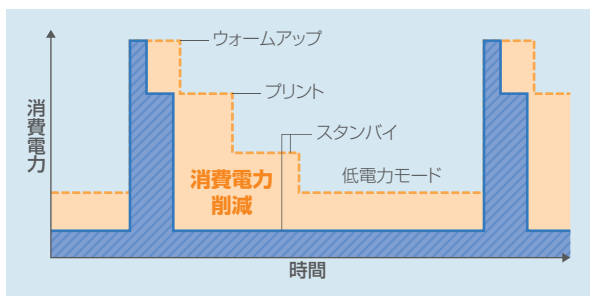 ウォームアップ
プリント
スタンバイ
低電力モード
消費電力
削減
消費電力
時間